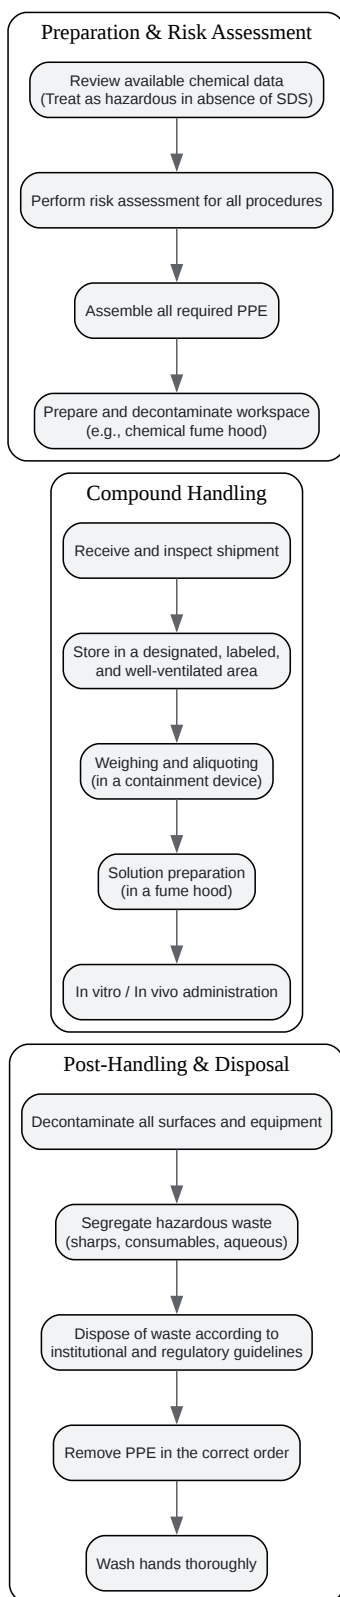 Preparation & Risk Assessment
Review available chemical data
(Treat as hazardous in absence of SDS)
Perform risk assessment for all procedures
Assemble all required PPE
Prepare and decontaminate workspace
(e.g., chemical fume hood)
Compound Handling
Receive and inspect shipment
Store in a designated, labeled,
and well-ventilated area
Weighing and aliquoting
(in a containment device)
Solution preparation
(in a fume hood)
In vitro / In vivo administration
Post-Handling & Disposal
Decontaminate all surfaces and equipment
Segregate hazardous waste
(sharps, consumables, aqueous)
Dispose of waste according to
institutional and regulatory guidelines
Remove PPE in the correct order
Wash hands thoroughly